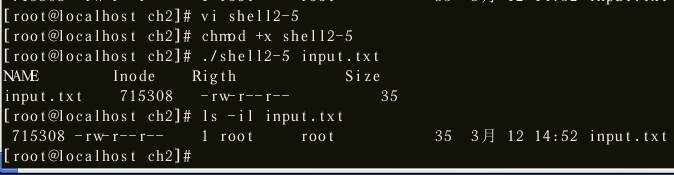 [root@localhost ch2]# vi shell2-5
[root@localhost ch2]# chmod +x shell2-5
[root@localhost ch2]# ./shell2-5 input.txt
NAME Inode Rigth Size
input.txt 715308 -rw-r--r-- 35
[root@localhost ch2]# ls -il input.txt
715308 -rw-r--r-- 1 root root 35 3月 12 14:52 input.txt
[root@localhost ch2]#